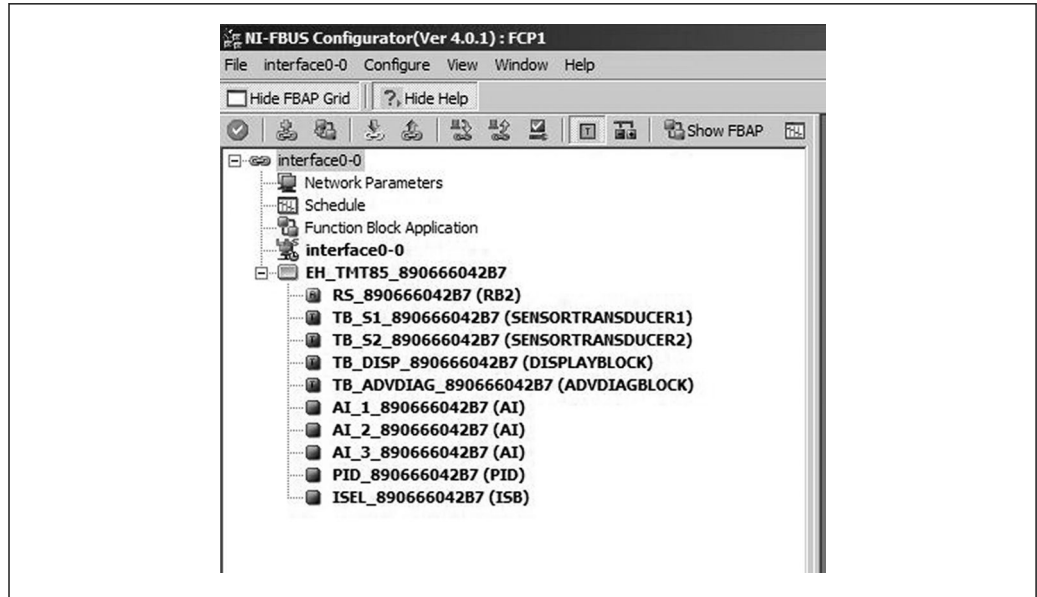 NI-FBUS Configurator(Ver 4.0.1) : FCP1
File interface0-0 Configure View Window Help
Hide FBAP Grid ?, Hide Help
Show FBAP
interface0-0
Network Parameters
Schedule
Function Block Application
interface0-0
EH_TMT85_890666042B7
RS_890666042B7 (RB2)
TB_S1_890666042B7 (SENSORTRANSDUCER1)
TB_S2_890666042B7 (SENSORTRANSDUCER2)
TB_DISP_890666042B7 (DISPLAYBLOCK)
TB_ADVDIAG_890666042B7 (ADVDIAGBLOCK)
AI_1_890666042B7 (AI)
AI_2_890666042B7 (AI)
AI_3_890666042B7 (AI)
PID_890666042B7 (PID)
ISEL_890666042B7 (ISB)